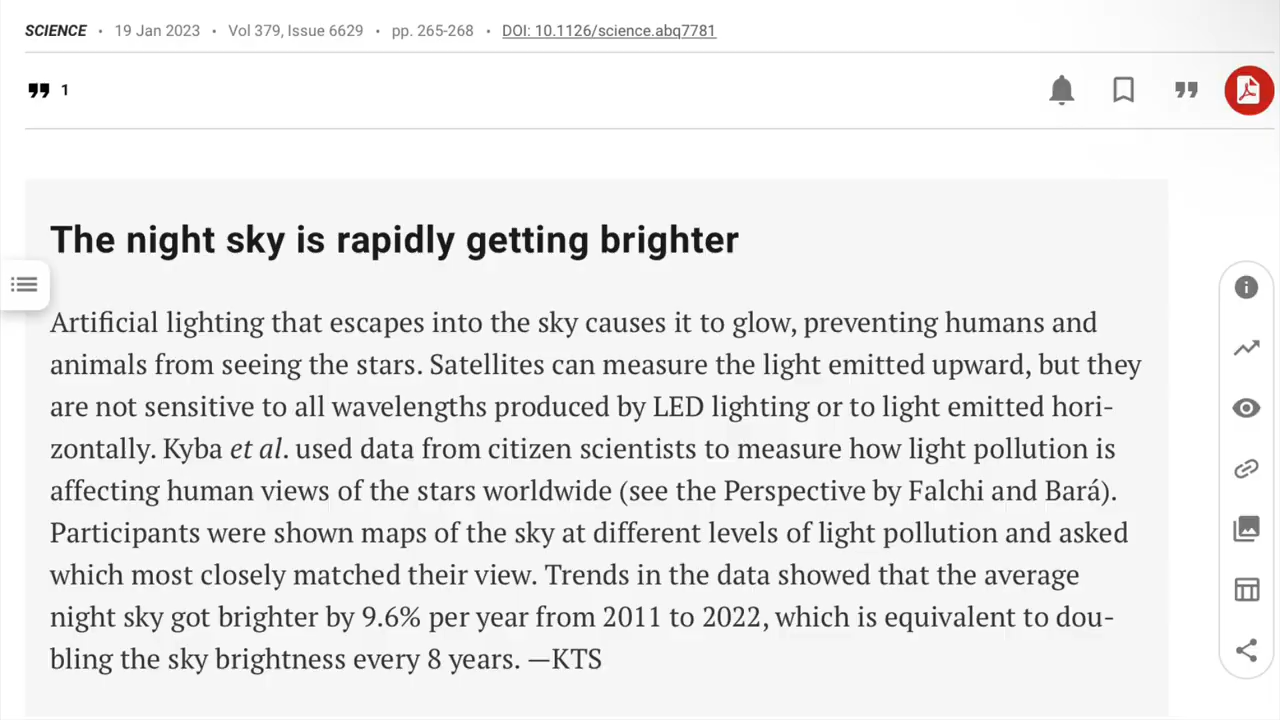 SCIENCE • 19 Jan 2023 • Vol 379, Issue 6629 • pp. 265-268 • DOI: 10.1126/science.abq7781
1
The night sky is rapidly getting brighter
Artificial lighting that escapes into the sky causes it to glow, preventing humans and
animals from seeing the stars. Satellites can measure the light emitted upward, but they
are not sensitive to all wavelengths produced by LED lighting or to light emitted hori-
zontally. Kyba et al. used data from citizen scientists to measure how light pollution is
affecting human views of the stars worldwide (see the Perspective by Falchi and Bará).
Participants were shown maps of the sky at different levels of light pollution and asked
which most closely matched their view. Trends in the data showed that the average
night sky got brighter by 9.6% per year from 2011 to 2022, which is equivalent to dou-
bling the sky brightness every 8 years. —KTS